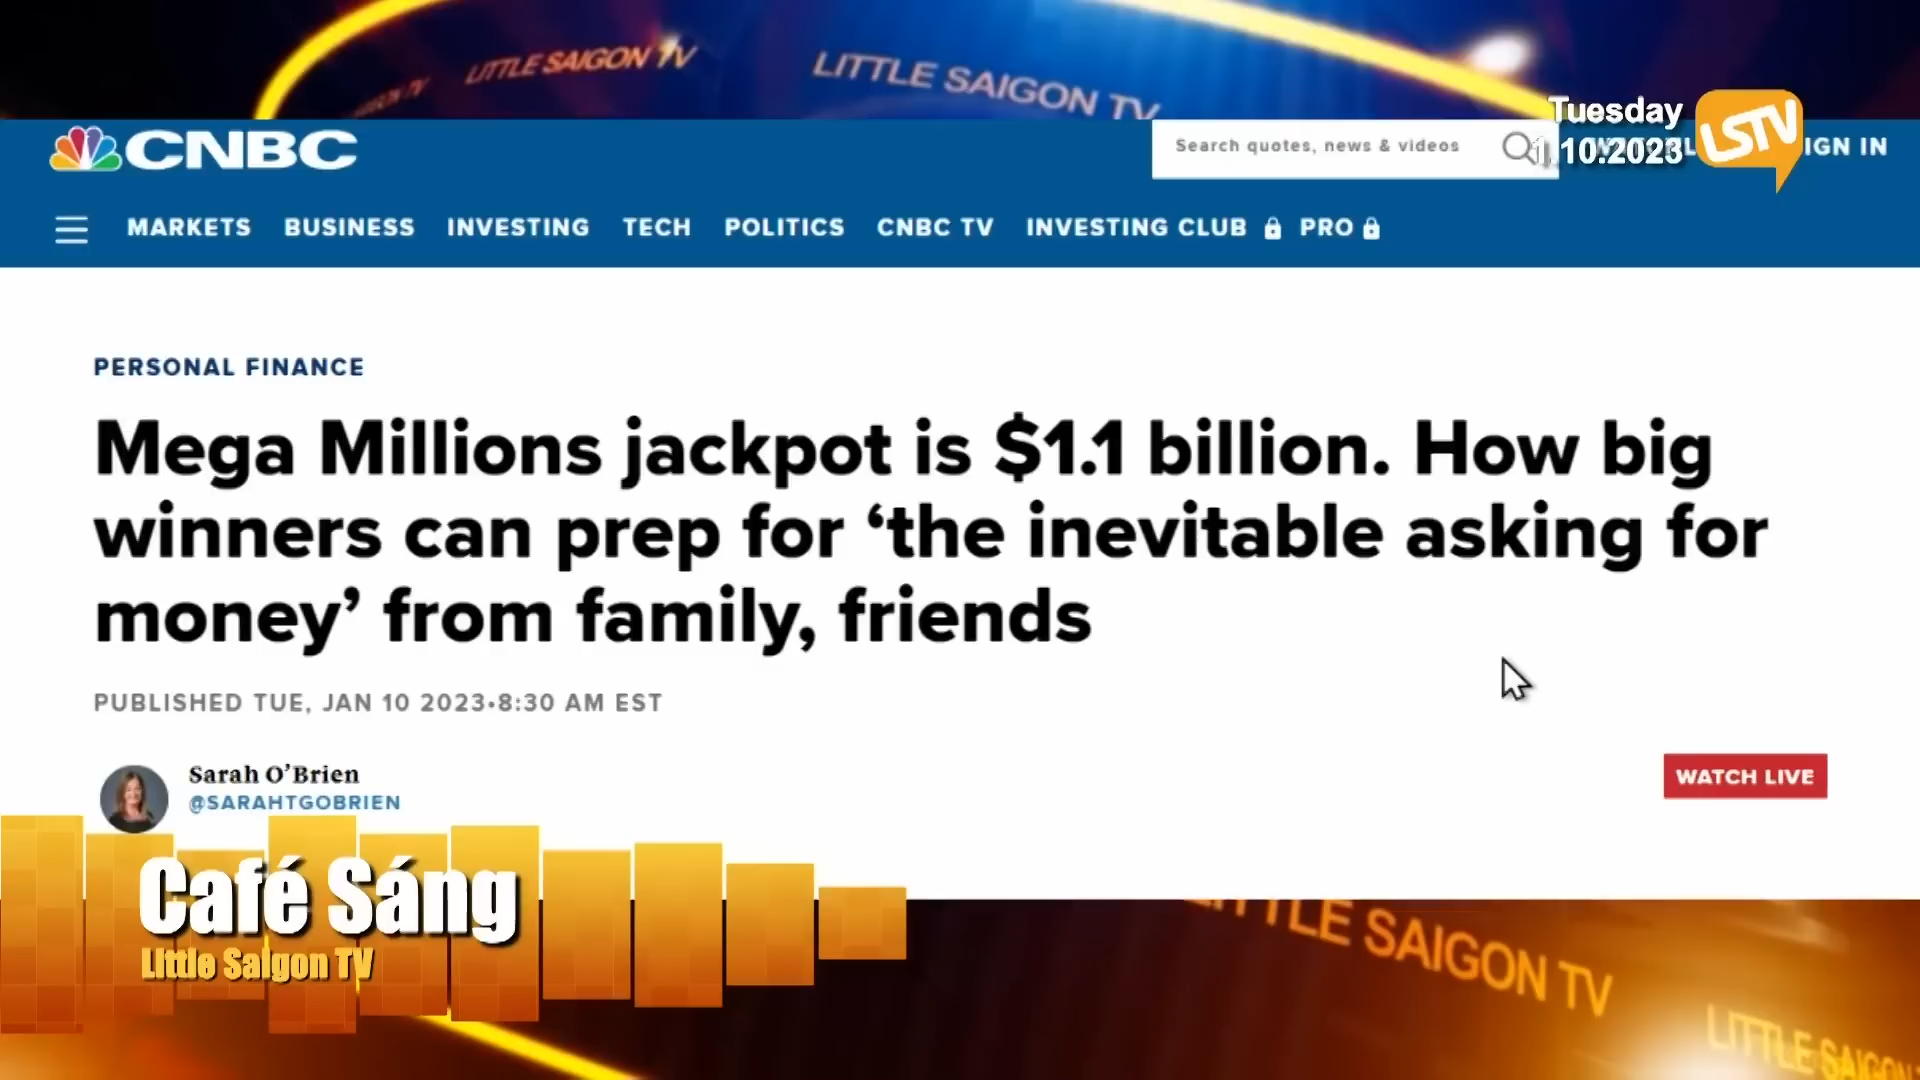 LITTLE SAIGON TV
LITTLE SAIGON TV
CNBC
Search quotes, news & videos
Tuesday
1.10.2023
LSTV
IGN IN
MARKETS BUSINESS INVESTING TECH POLITICS CNBC TV INVESTING CLUB PRO
PERSONAL FINANCE
Mega Millions jackpot is $1.1 billion. How big
winners can prep for ‘the inevitable asking for
money’ from family, friends
PUBLISHED TUE, JAN 10 2023•8:30 AM EST
Sarah O’Brien
@SARAHTGOBRIEN
WATCH LIVE
Café Sáng
Little Saigon TV
LITTLE SAIGON TV
LITTLE SAIGON